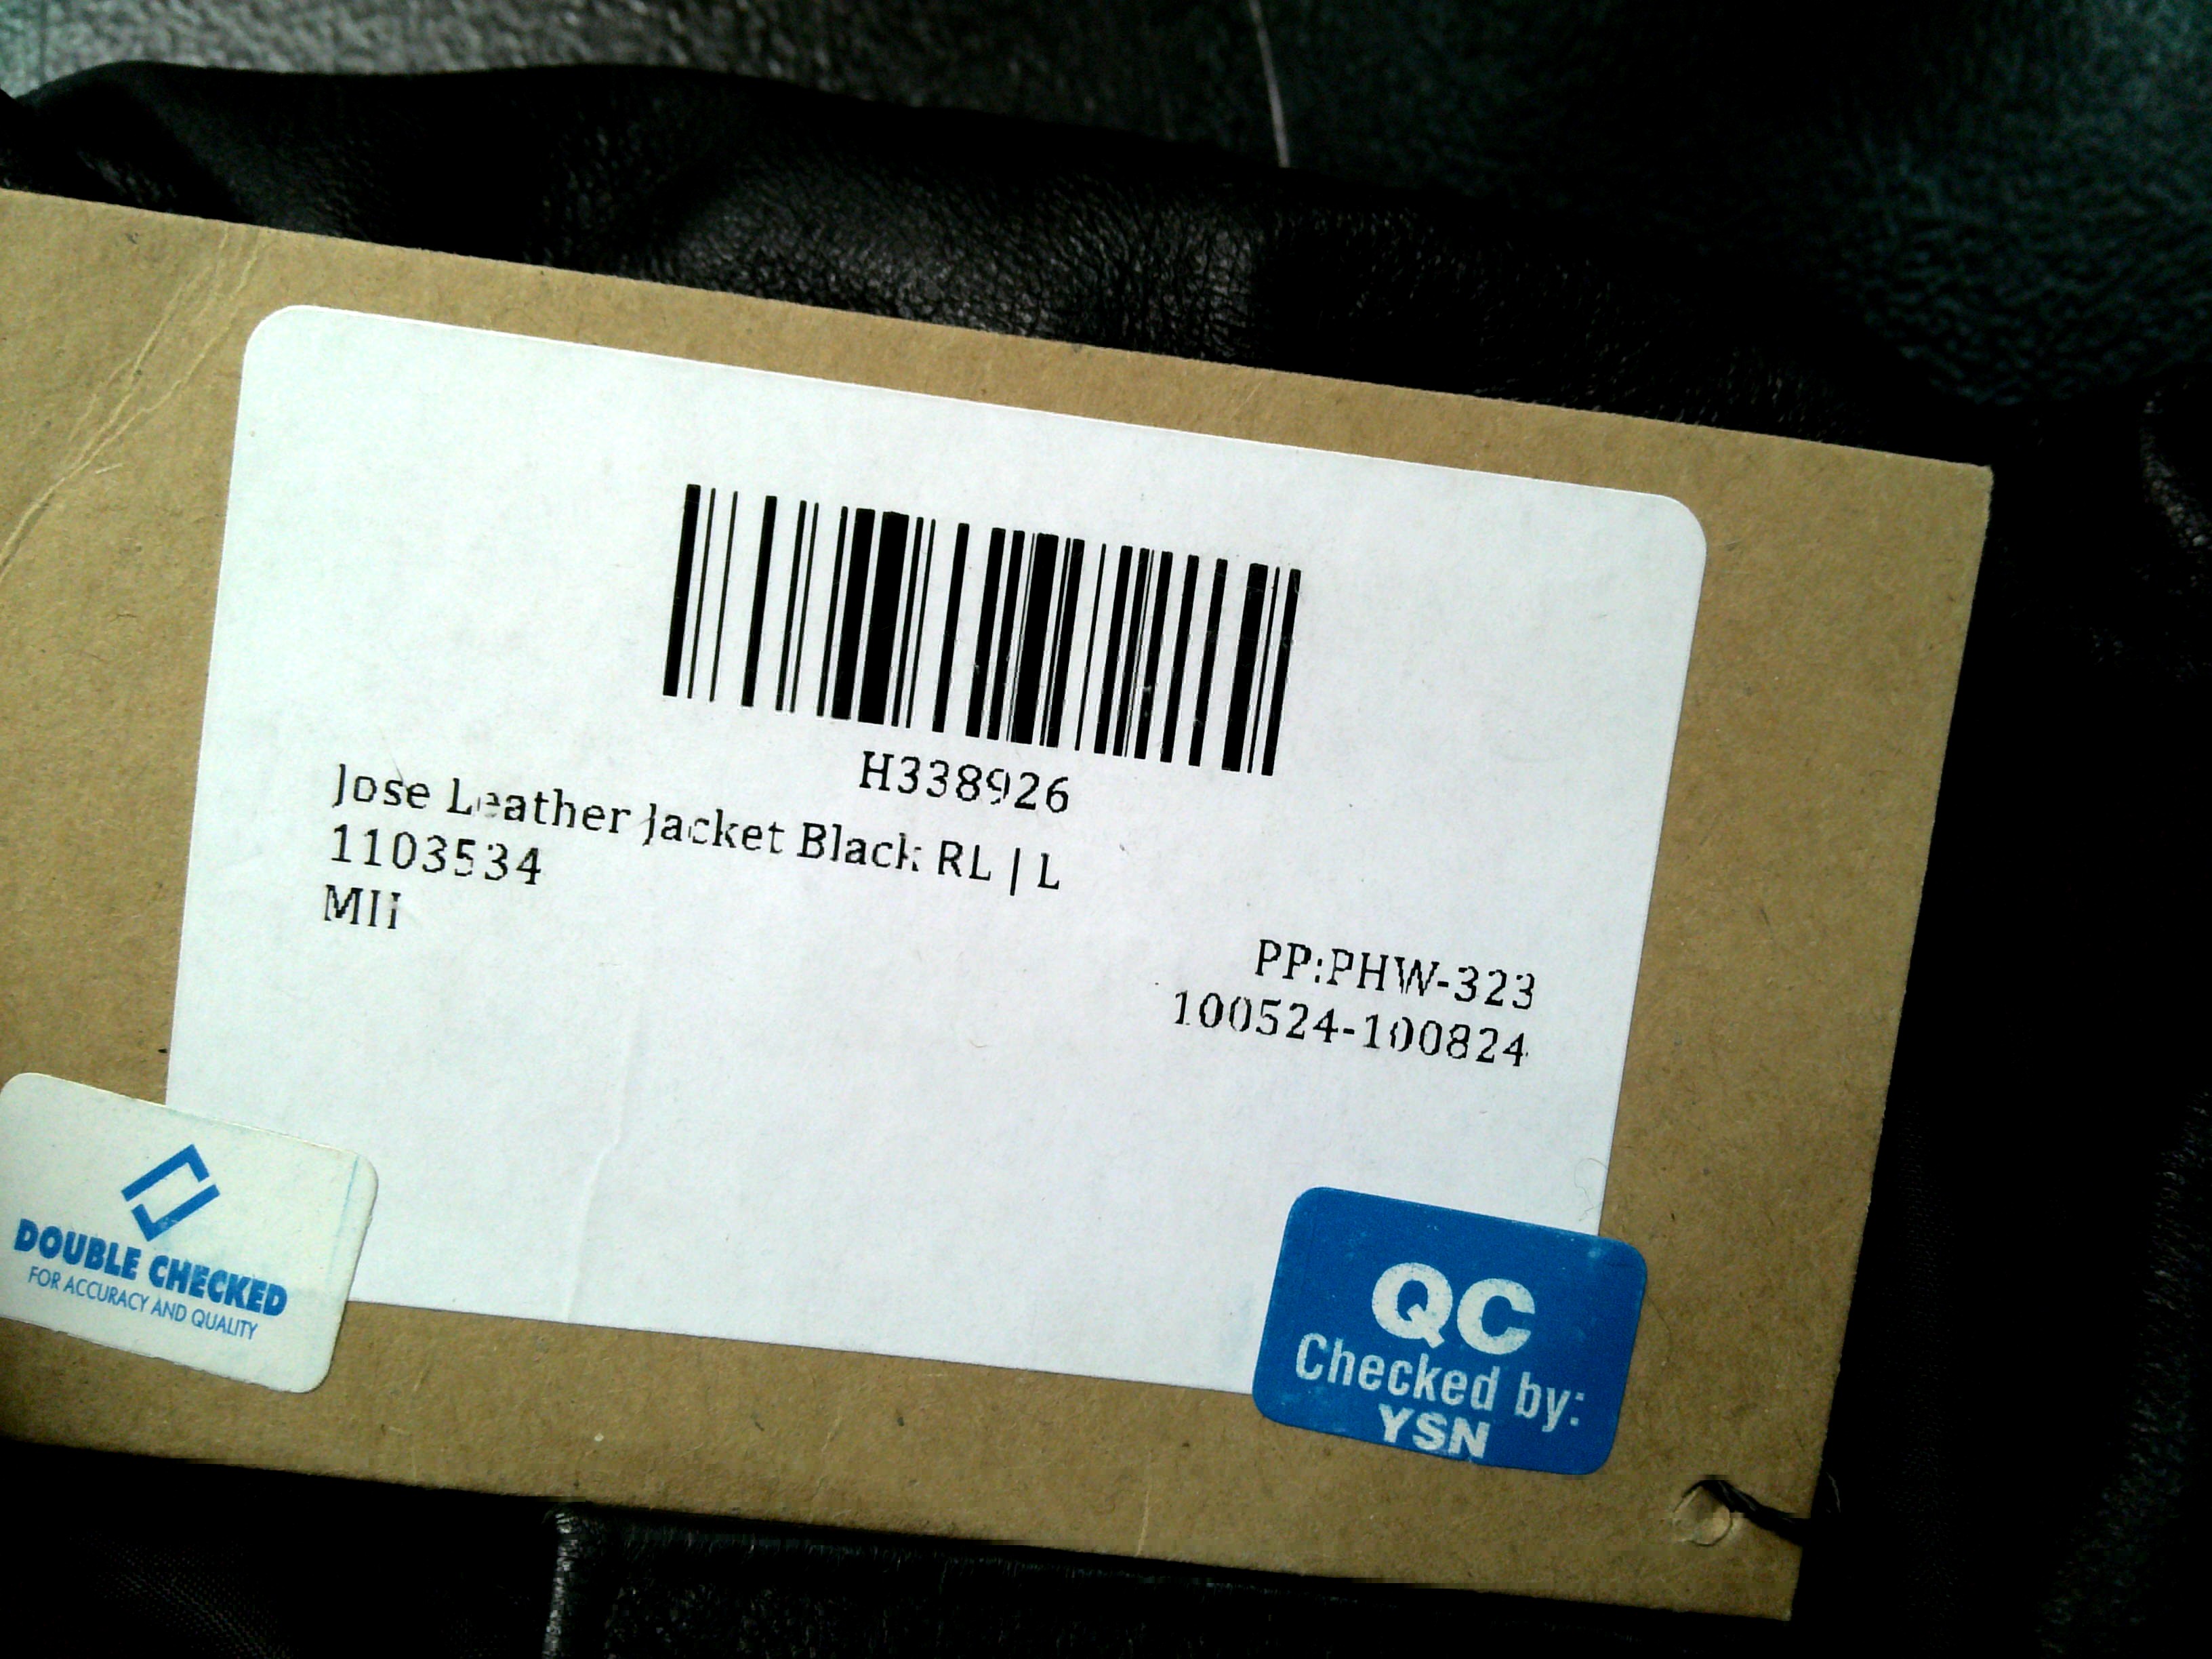 H338926
Jose Leather Jacket Black RL | L
1103534
MII
PP:PHW-323
100524-100824
DOUBLE CHECKED
FOR ACCURACY AND QUALITY
QC
Checked by:
YSN